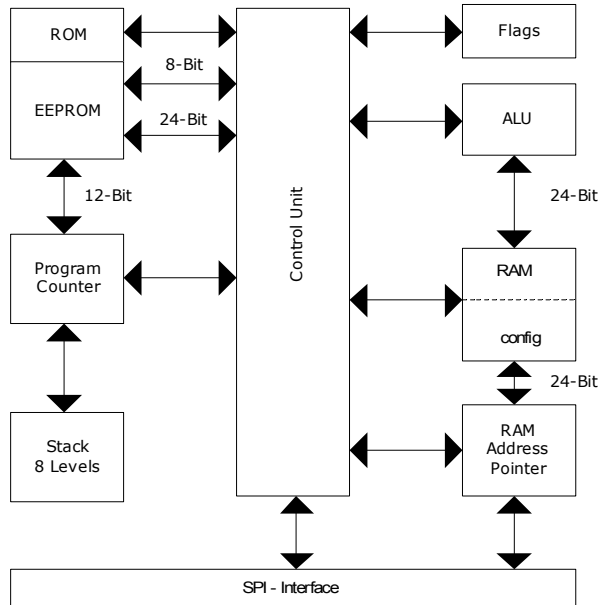 ROM
EEPROM
8-Bit
24-Bit
12-Bit
Program
Counter
Stack
8 Levels
Control Unit
Flags
ALU
24-Bit
RAM
config
24-Bit
RAM
Address
Pointer
SPI - Interface